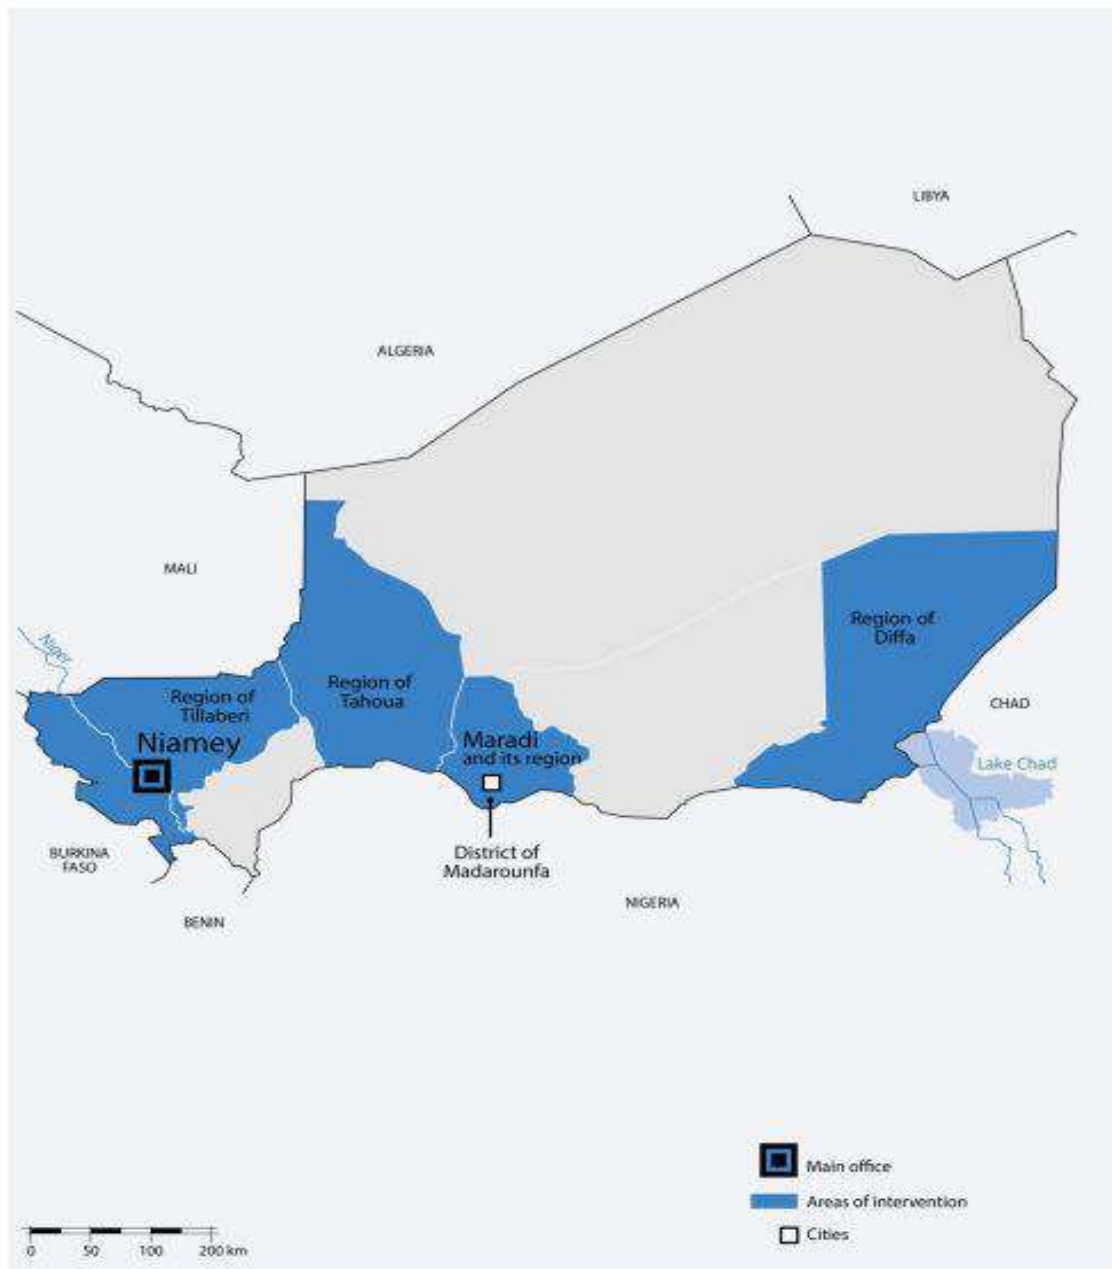 LIBYA
ALGERIA
MALI
Niger
Region of
Diffa
Region of
Tahoua
Region of
Tillaberi
CHAD
Niamey
Maradi
and its region
Lake Chad
BURKINA
FASO
District of
Madarounfa
NIGERIA
BENIN
Main office
Areas of intervention
Cities
0 50 100 200 km